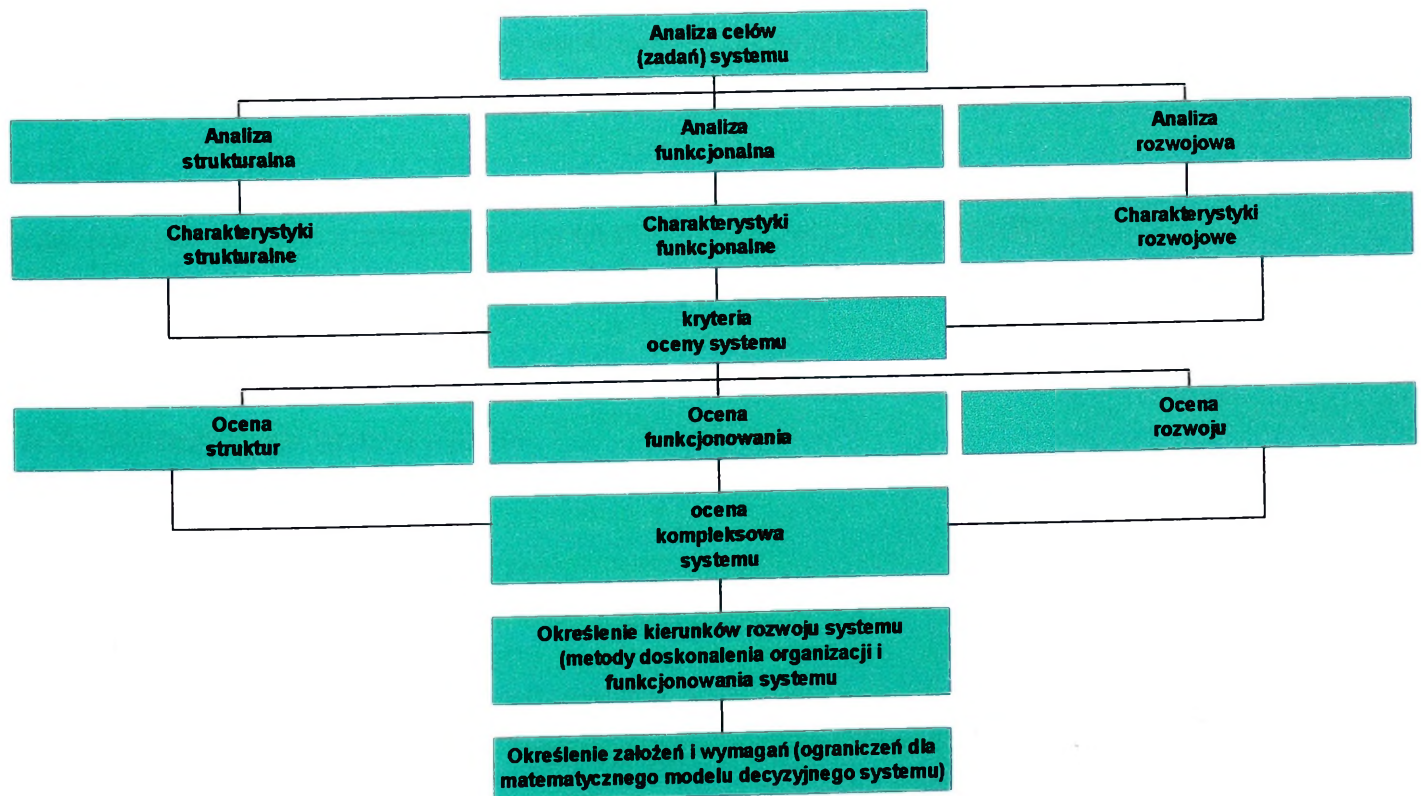 Analiza celów
(zadań) systemu
Analiza
strukturalna
Analiza
funkcjonalna
Analiza
rozwojowa
Charakterystyki
strukturalne
Charakterystyki
funkcjonalne
Charakterystyki
rozwojowe
kryteria
oceny systemu
Ocena
struktur
Ocena
funkcjonowania
Ocena
rozwoju
ocena
kompleksowa
systemu
Określenie kierunków rozwoju systemu
(metody doskonalenia organizacji i
funkcjonowania systemu
Określenie założeń i wymagań (ograniczeń dla
matematycznego modelu decyzyjnego systemu)